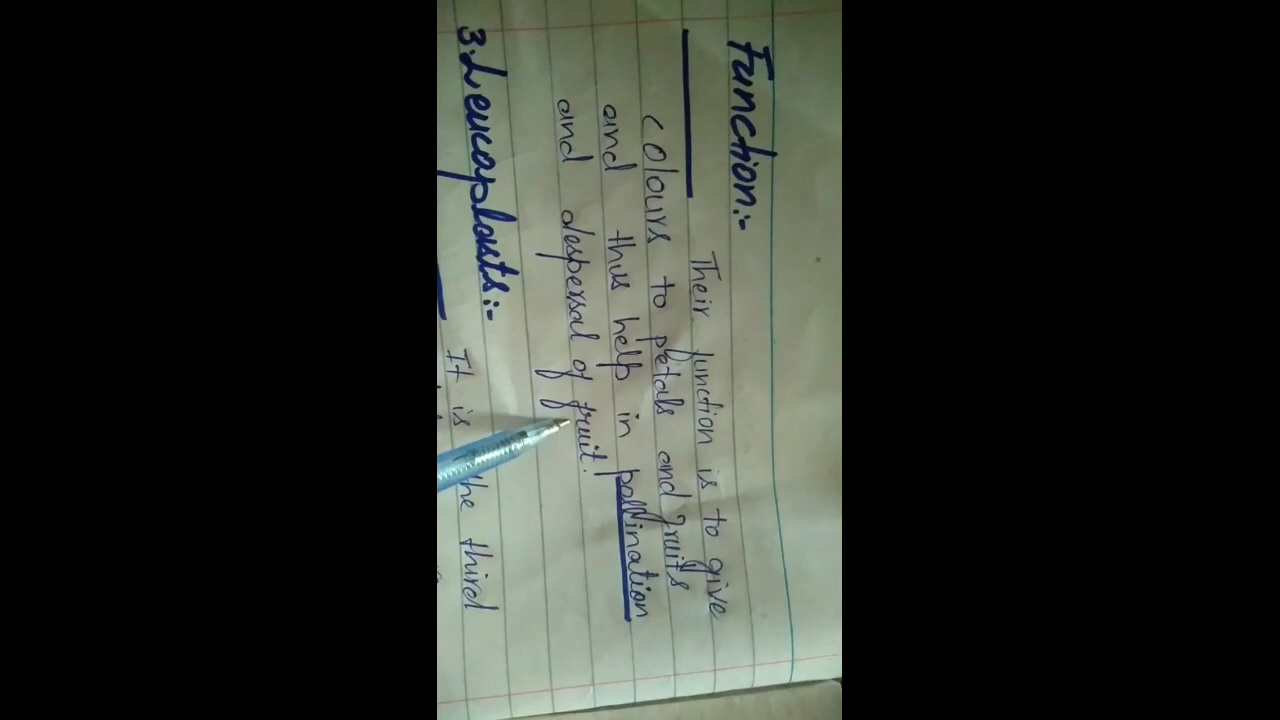 Function:-
Their function is to give
colours to petals and fruits
and thus help in pollination
and despersal of fruit.
3. Leucoplasts:-
It is the third